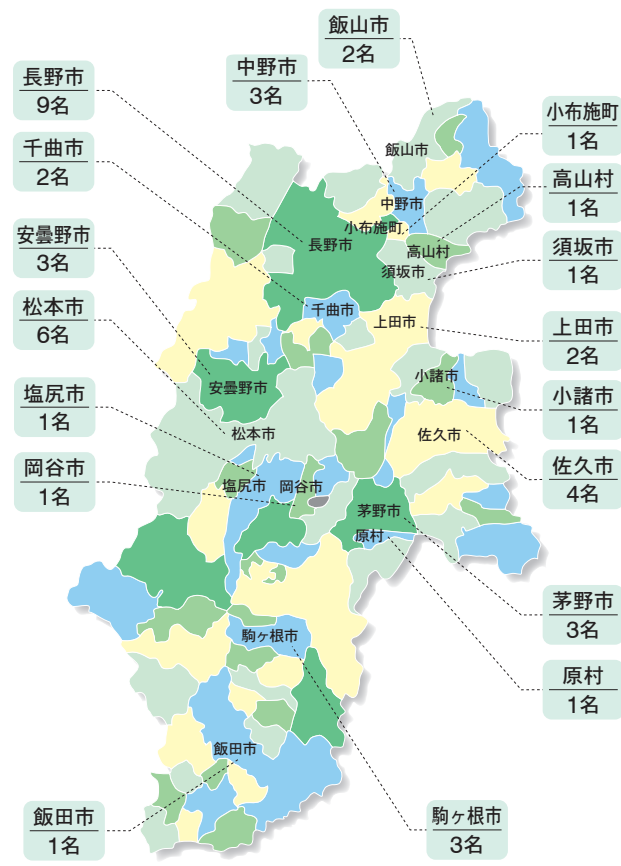 飯山市
2名
中野市
3名
長野市
9名
小布施町
1名
千曲市
2名
高山村
1名
安曇野市
3名
須坂市
1名
松本市
6名
上田市
2名
塩尻市
1名
小諸市
1名
岡谷市
1名
佐久市
4名
茅野市
3名
原村
1名
飯田市
1名
駒ヶ根市
3名
飯山市
中野市
小布施町
長野市
高山村
須坂市
千曲市
上田市
小諸市
安曇野市
松本市
佐久市
塩尻市
岡谷市
茅野市
原村
駒ヶ根市
飯田市